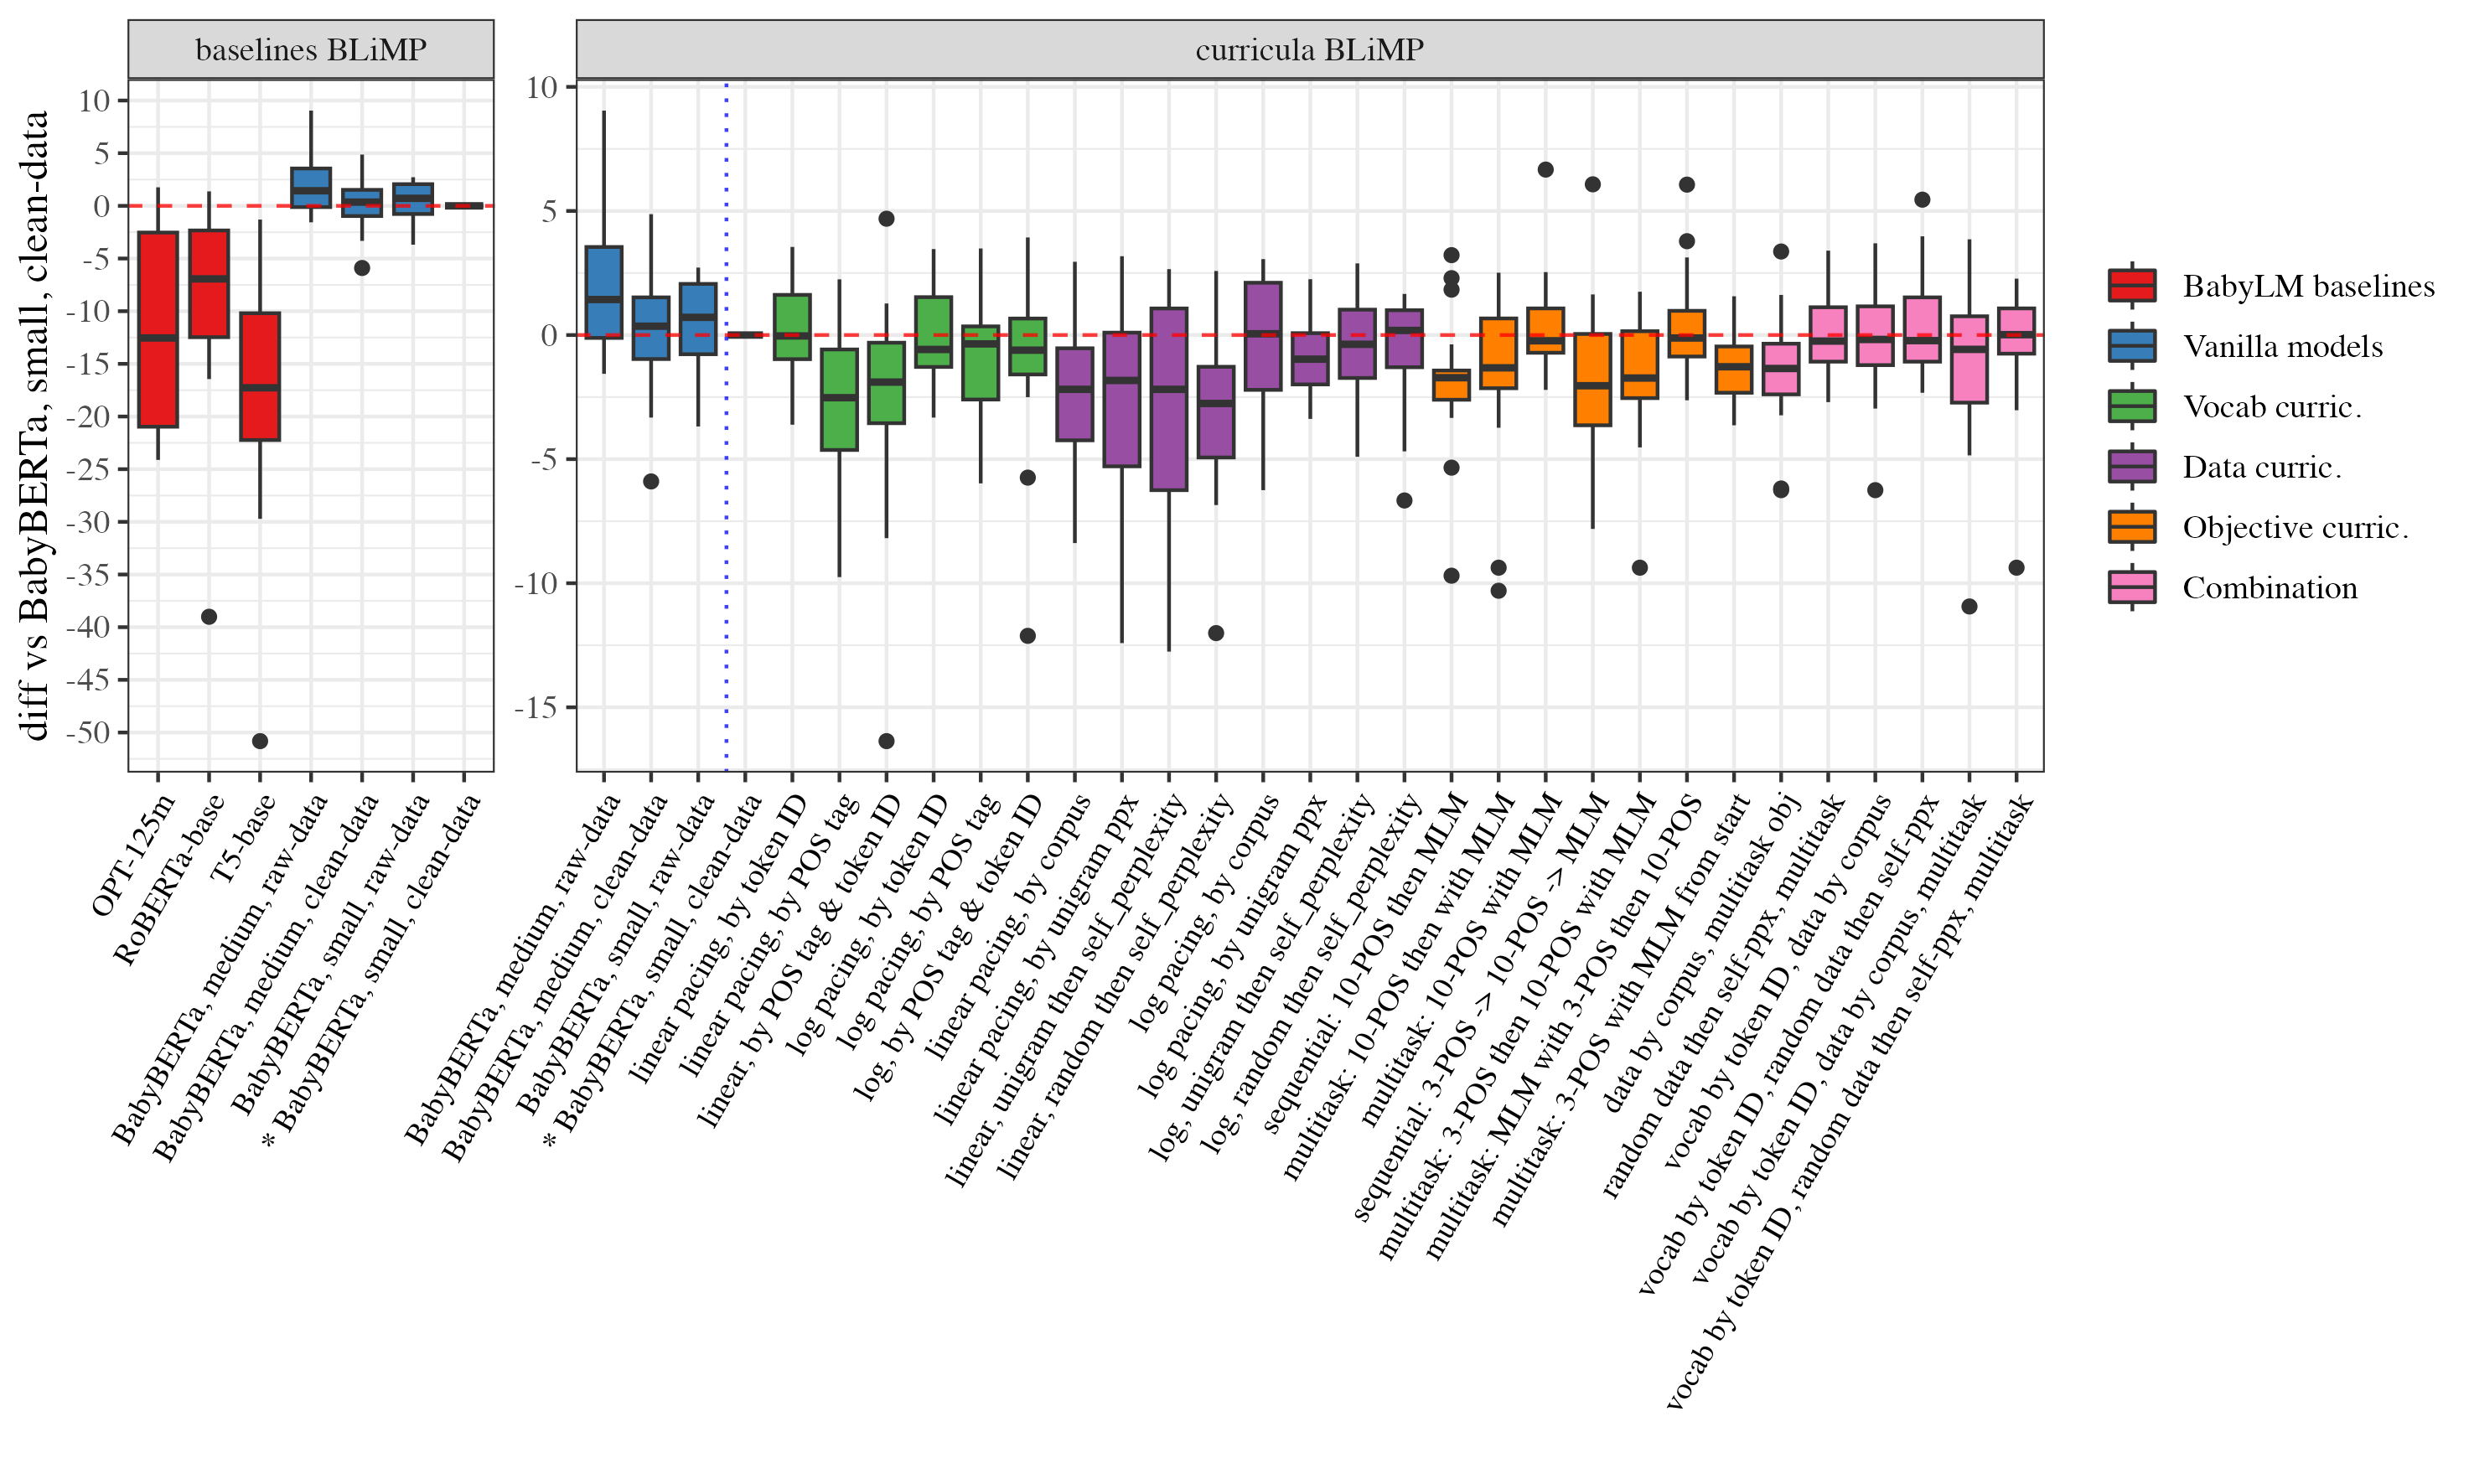 baselines BLiMP
curricula BLiMP
diff vs BabyBERTa, small, clean-data
10
5
0
-5
-10
-15
-20
-25
-30
-35
-40
-45
-50
10
5
0
-5
-10
-15
OPT-125m
RoBERTa-base
T5-base
BabyBERTa, medium, raw-data
BabyBERTa, medium, clean-data
BabyBERTa, small, raw-data
* BabyBERTa, small, clean-data
BabyBERTa, medium, raw-data
BabyBERTa, medium, clean-data
BabyBERTa, small, raw-data
* BabyBERTa, small, clean-data
linear pacing, by token ID
linear pacing, by POS tag
linear, by POS tag & token ID
log pacing, by token ID
log pacing, by POS tag
log, by POS tag & token ID
linear pacing, by corpus
linear pacing, by unigram ppx
linear, unigram then self_perplexity
linear, random then self_perplexity
log pacing, by corpus
log pacing, by unigram ppx
log, unigram then self_perplexity
log, random then self_perplexity
sequential: 10-POS then MLM
multitask: 10-POS then with MLM
multitask: 10-POS with MLM
sequential: 3-POS -> 10-POS -> MLM
multitask: 3-POS then 10-POS with MLM
multitask: MLM with 3-POS then 10-POS
multitask: 3-POS with MLM from start
data by corpus, multitask obj
random data then self-ppx, multitask
vocab by token ID, data by corpus
vocab by token ID, random data then self-ppx
vocab by token ID, data by corpus, multitask
vocab by token ID, random data then self-ppx, multitask
BabyLM baselines
Vanilla models
Vocab curric.
Data curric.
Objective curric.
Combination